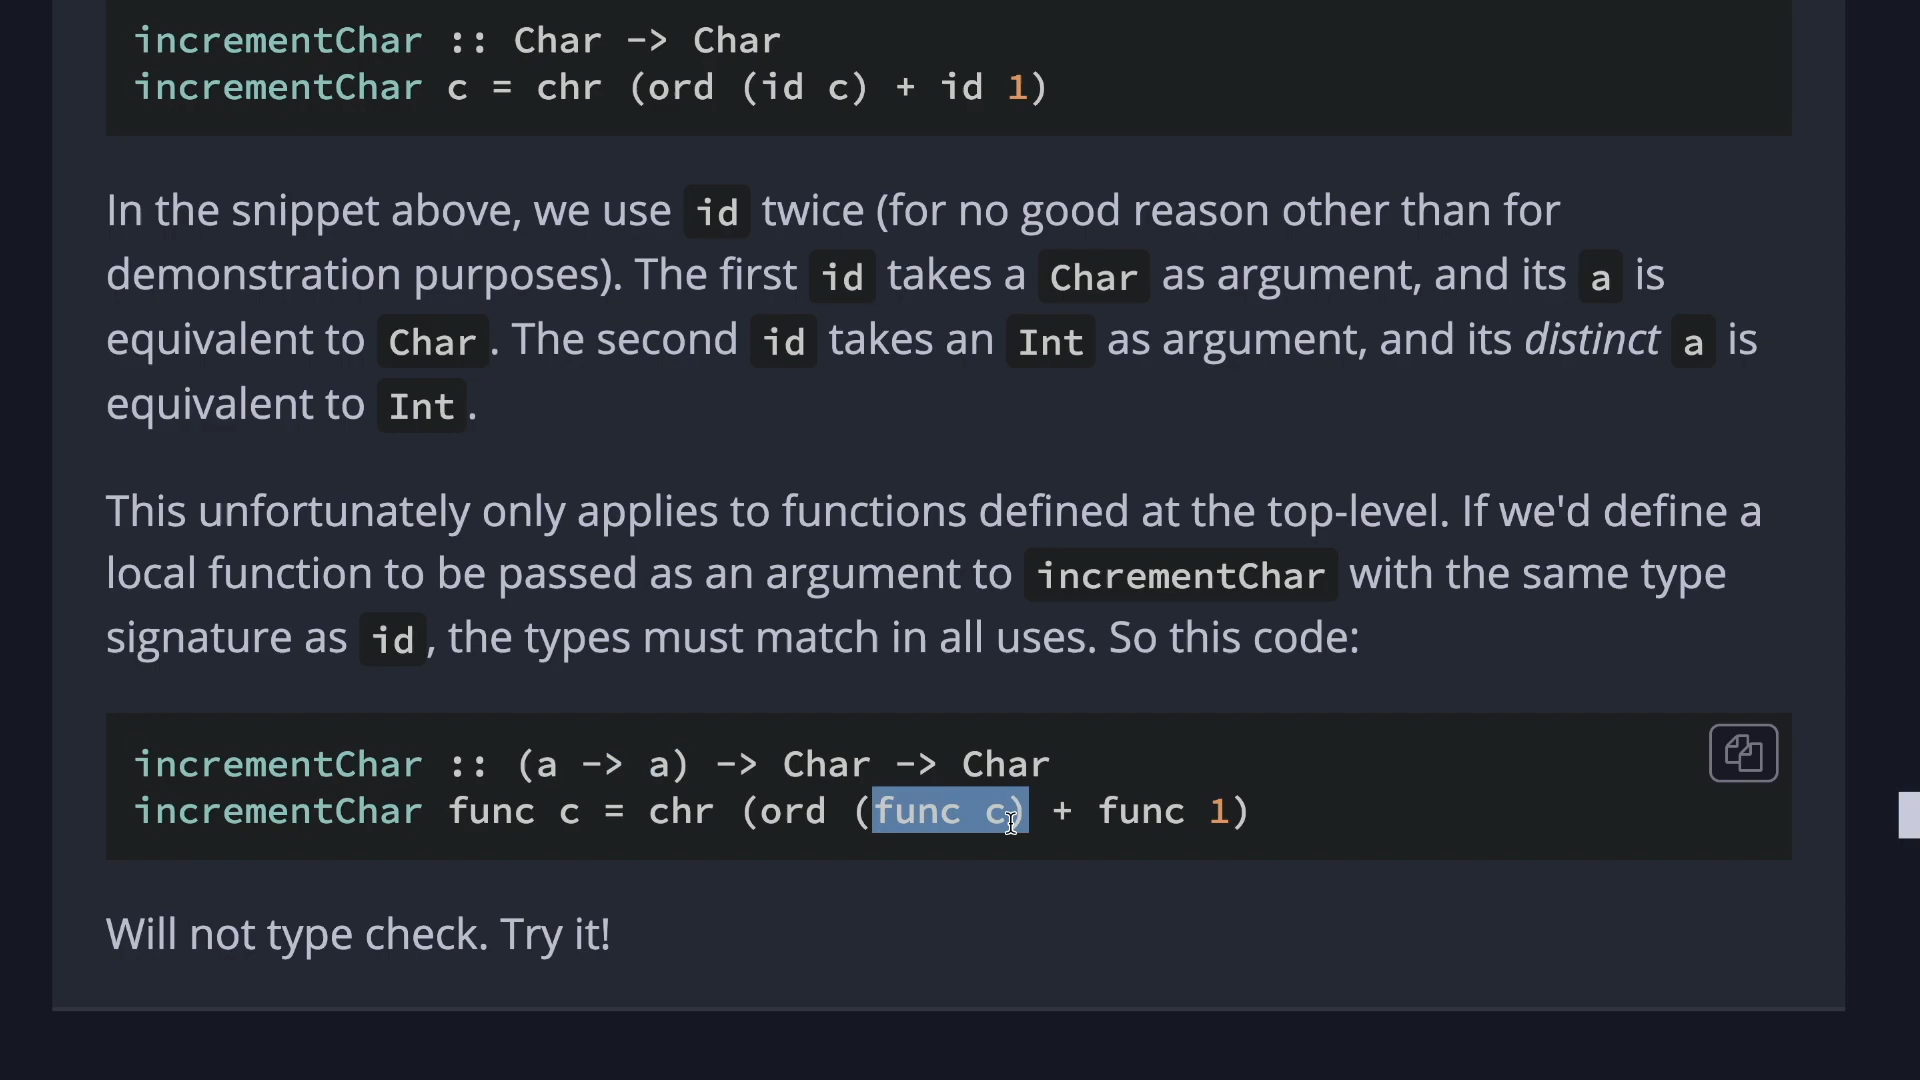 incrementChar :: Char -> Char
incrementChar c = chr (ord (id c) + id 1)
In the snippet above, we use id twice (for no good reason other than for
demonstration purposes). The first id takes a Char as argument, and its a is
equivalent to Char. The second id takes an Int as argument, and its distinct a is
equivalent to Int.
This unfortunately only applies to functions defined at the top-level. If we'd define a
local function to be passed as an argument to incrementChar with the same type
signature as id, the types must match in all uses. So this code:
incrementChar :: (a -> a) -> Char -> Char
incrementChar func c = chr (ord (func c) + func 1)
Will not type check. Try it!